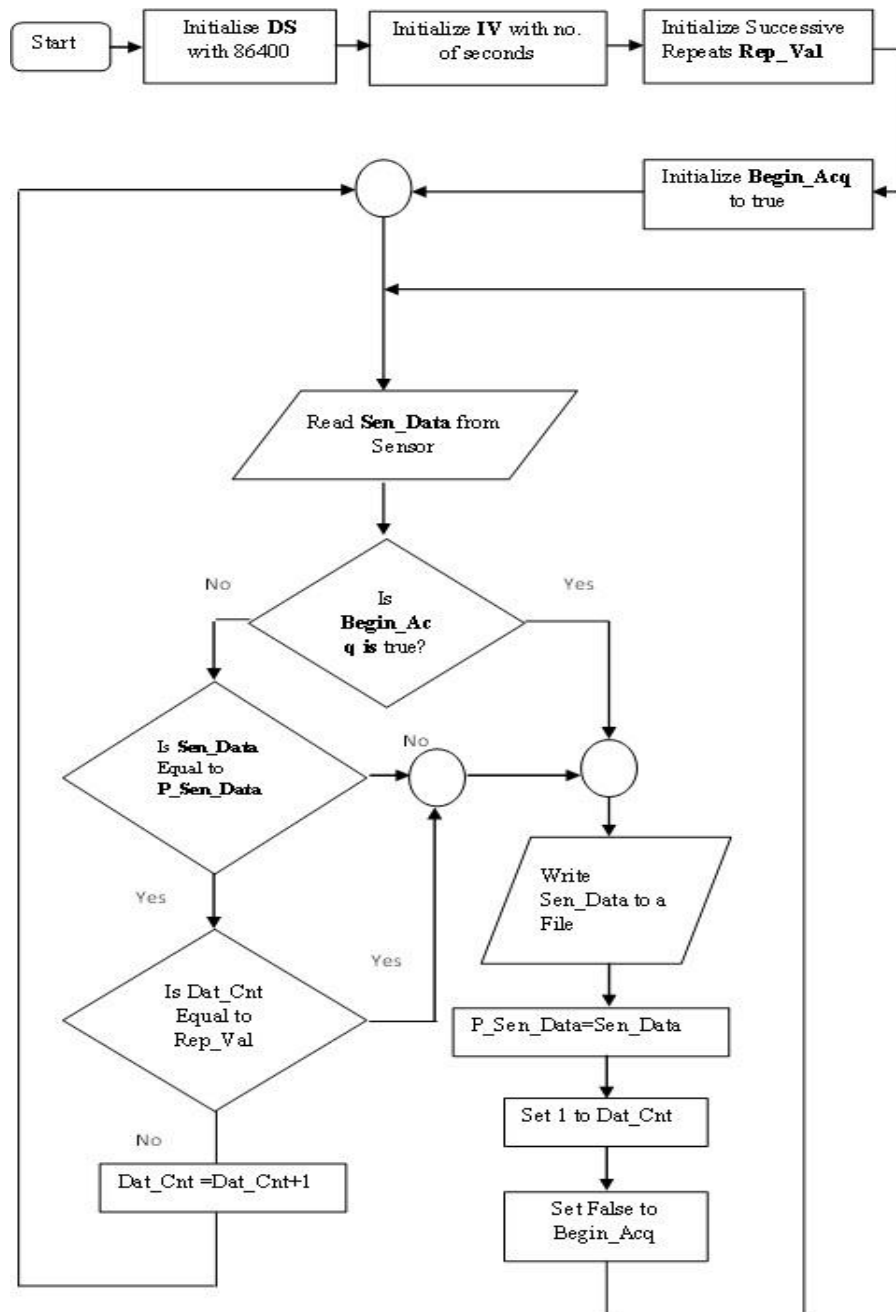 Start
Initialise DS
with 86400
Initialize IV with no.
of seconds
Initialize Successive
Repeats Rep_Val
Initialize Begin_Acq
to true
Read Sen_Data from
Sensor
No
Yes
Is
Begin_Ac
q is true?
Is Sen_Data
Equal to
P_Sen_Data
No
Write
Sen_Data to a
File
Yes
Is Dat_Cnt
Equal to
Rep_Val
Yes
P_Sen_Data=Sen_Data
Set 1 to Dat_Cnt
No
Dat_Cnt =Dat_Cnt+1
Set False to
Begin_Acq